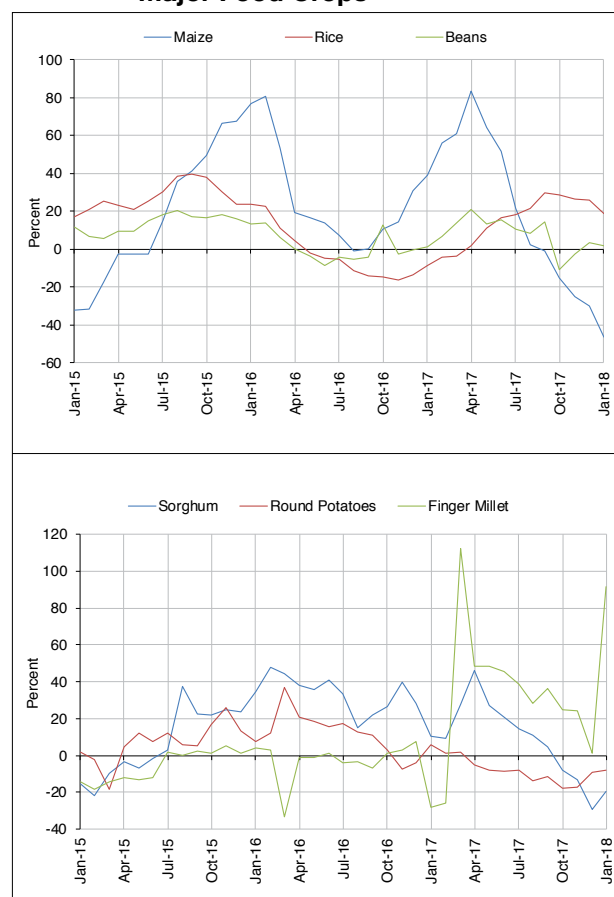 Major Food Crops
Maize Rice Beans
100
80
60
40
20
0
-20
-40
-60
Percent
Jan-15 Apr-15 Jul-15 Oct-15 Jan-16 Apr-16 Jul-16 Oct-16 Jan-17 Apr-17 Jul-17 Oct-17 Jan-18
Sorghum Round Potatoes Finger Millet
120
100
80
60
40
20
0
-20
-40
Percent
Jan-15 Apr-15 Jul-15 Oct-15 Jan-16 Apr-16 Jul-16 Oct-16 Jan-17 Apr-17 Jul-17 Oct-17 Jan-18